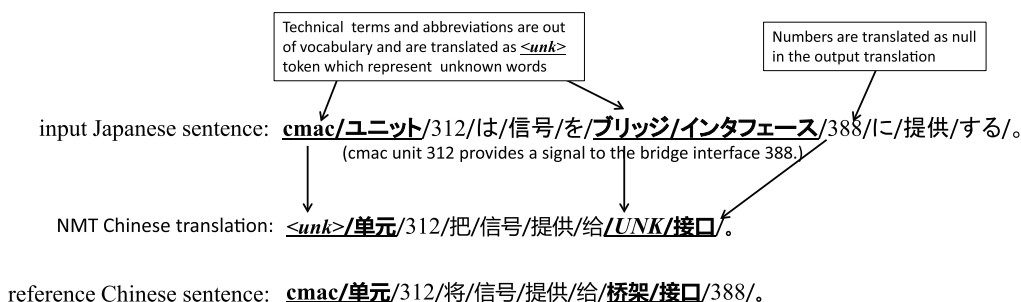 Technical terms and abbreviations are out
of vocabulary and are translated as <unk>
token which represent unknown words
Numbers are translated as null
in the output translation
input Japanese sentence: cmac/ユニット/312/は/信号/を/ブリッジ/インタフェース/388/に/提供/する/。
(cmac unit 312 provides a signal to the bridge interface 388.)
NMT Chinese translation: <unk>/单元/312/把/信号/提供/给/UNK/接口/。
reference Chinese sentence: cmac/单元/312/将/信号/提供/给/桥架/接口/388/。